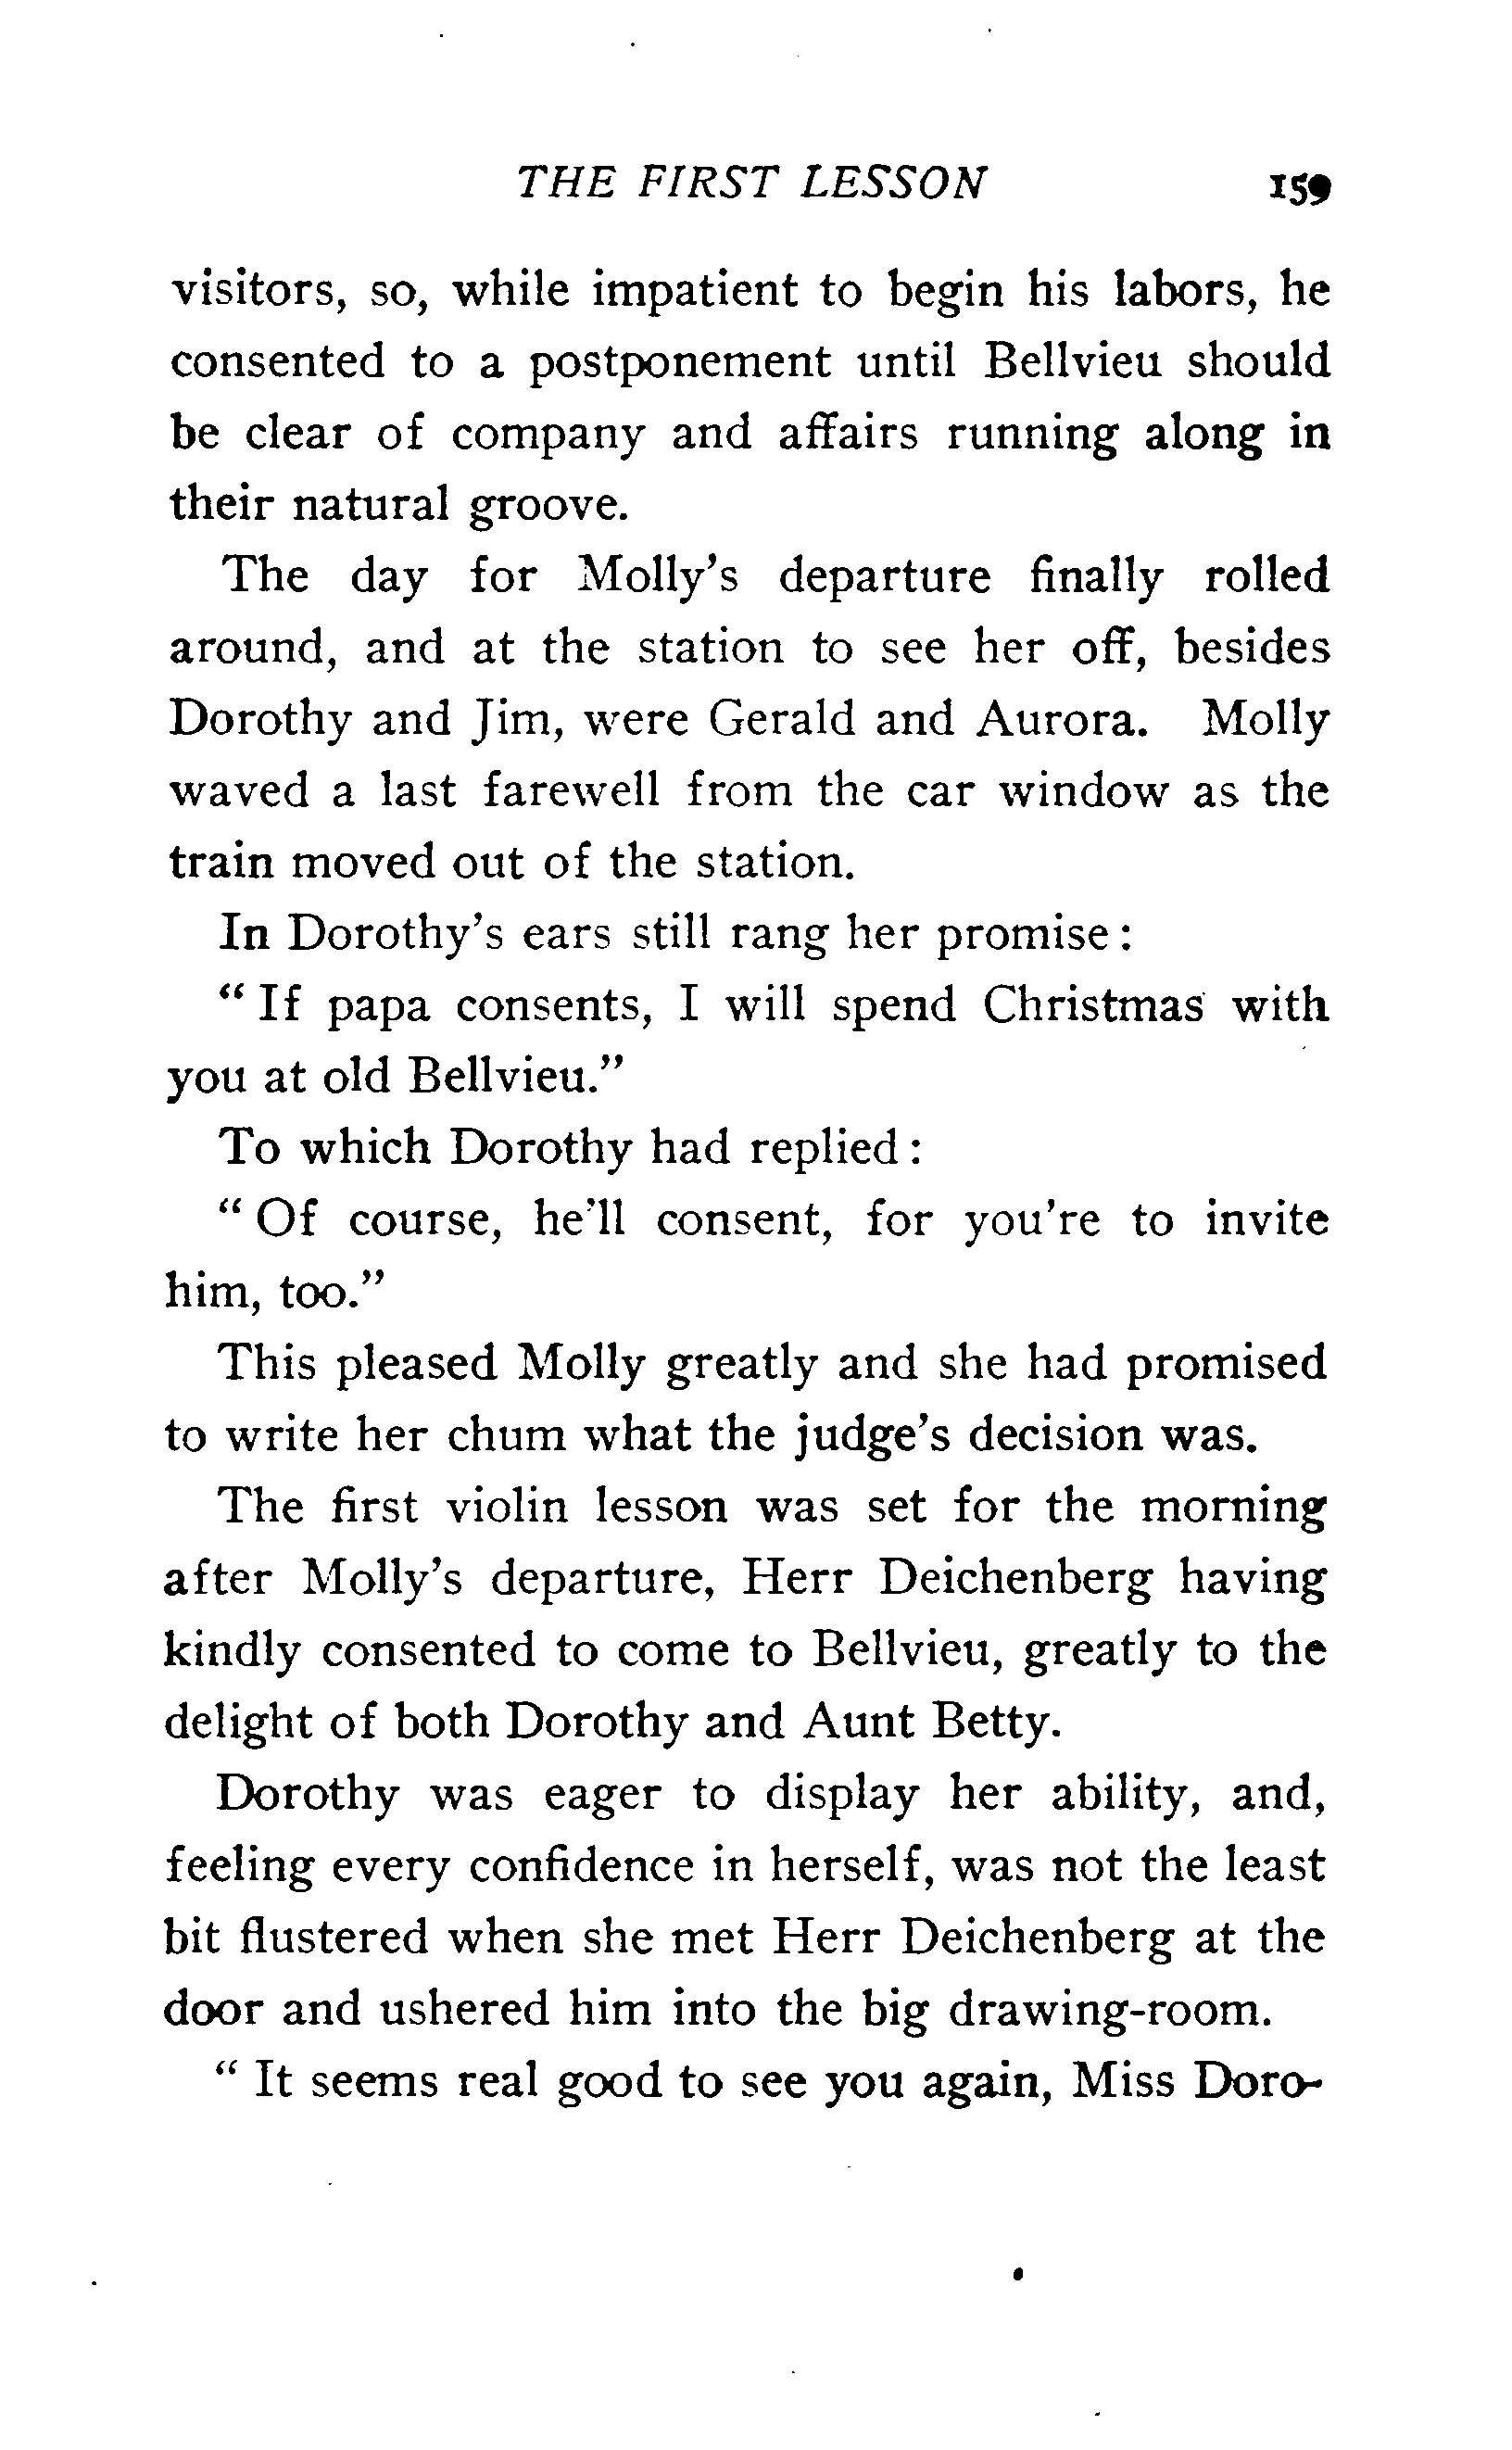 THE FIRST LESSON 159
visitors, so, while impatient to begin his labors, he
consented to a postponement until Bellvieu should
be clear of company and affairs running along in
their natural groove.
The day for Molly's departure finally rolled
around, and at the station to see her off, besides
Dorothy and Jim, were Gerald and Aurora. Molly
waved a last farewell from the car window as the
train moved out of the station.
In Dorothy's ears still rang her promise :
" If papa consents, I will spend Christmas with
you at old Bellvieu."
To which Dorothy had replied :
" Of course, he'll consent, for you're to invite
him, too."
This pleased Molly greatly and she had promised
to write her chum what the judge's decision was.
The first violin lesson was set for the morning
after Molly's departure, Herr Deichenberg having
kindly consented to come to Bellvieu, greatly to the
delight of both Dorothy and Aunt Betty.
Dorothy was eager to display her ability, and,
feeling every confidence in herself, was not the least
bit flustered when she met Herr Deichenberg at the
door and ushered him into the big drawing-room.
" It seems real good to see you again, Miss Doro-